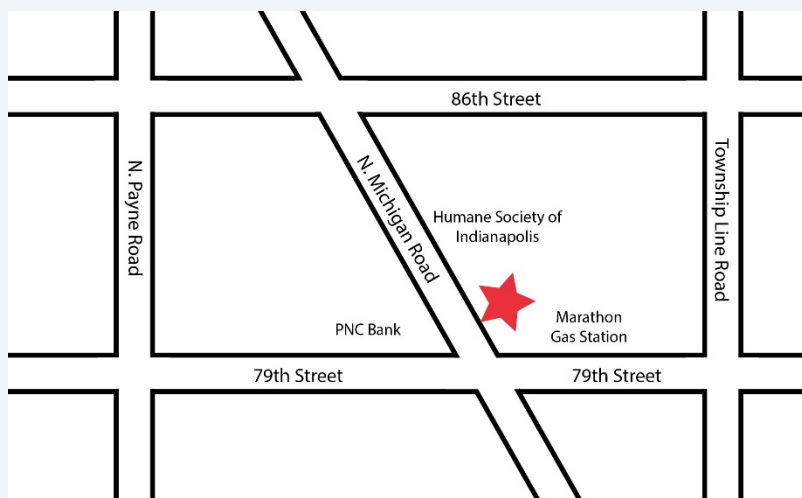 86th Street
N. Payne Road
N. Michigan Road
Township Line Road
Humane Society of
Indianapolis
PNC Bank
Marathon
Gas Station
79th Street
79th Street